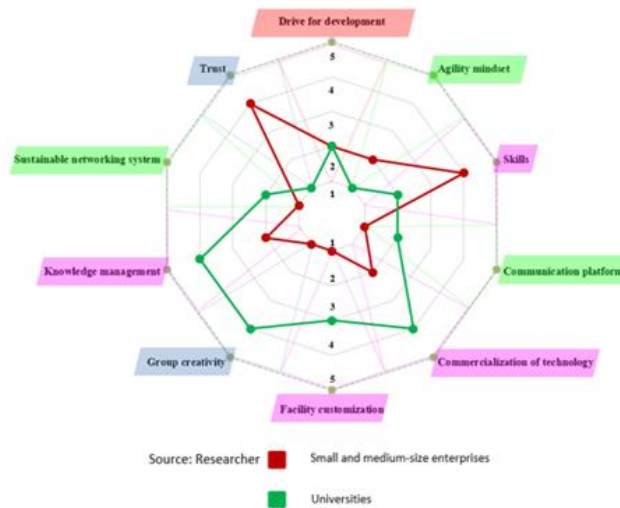 Drive for development
5
4
3
2
1
Trust
Agility mindset
Sustainable networking system
Skills
Knowledge management
Communication platform
Group creativity
Commercialization of technology
1
2
3
4
5
Facility customization
Source: Researcher
Small and medium-size enterprises
Universities